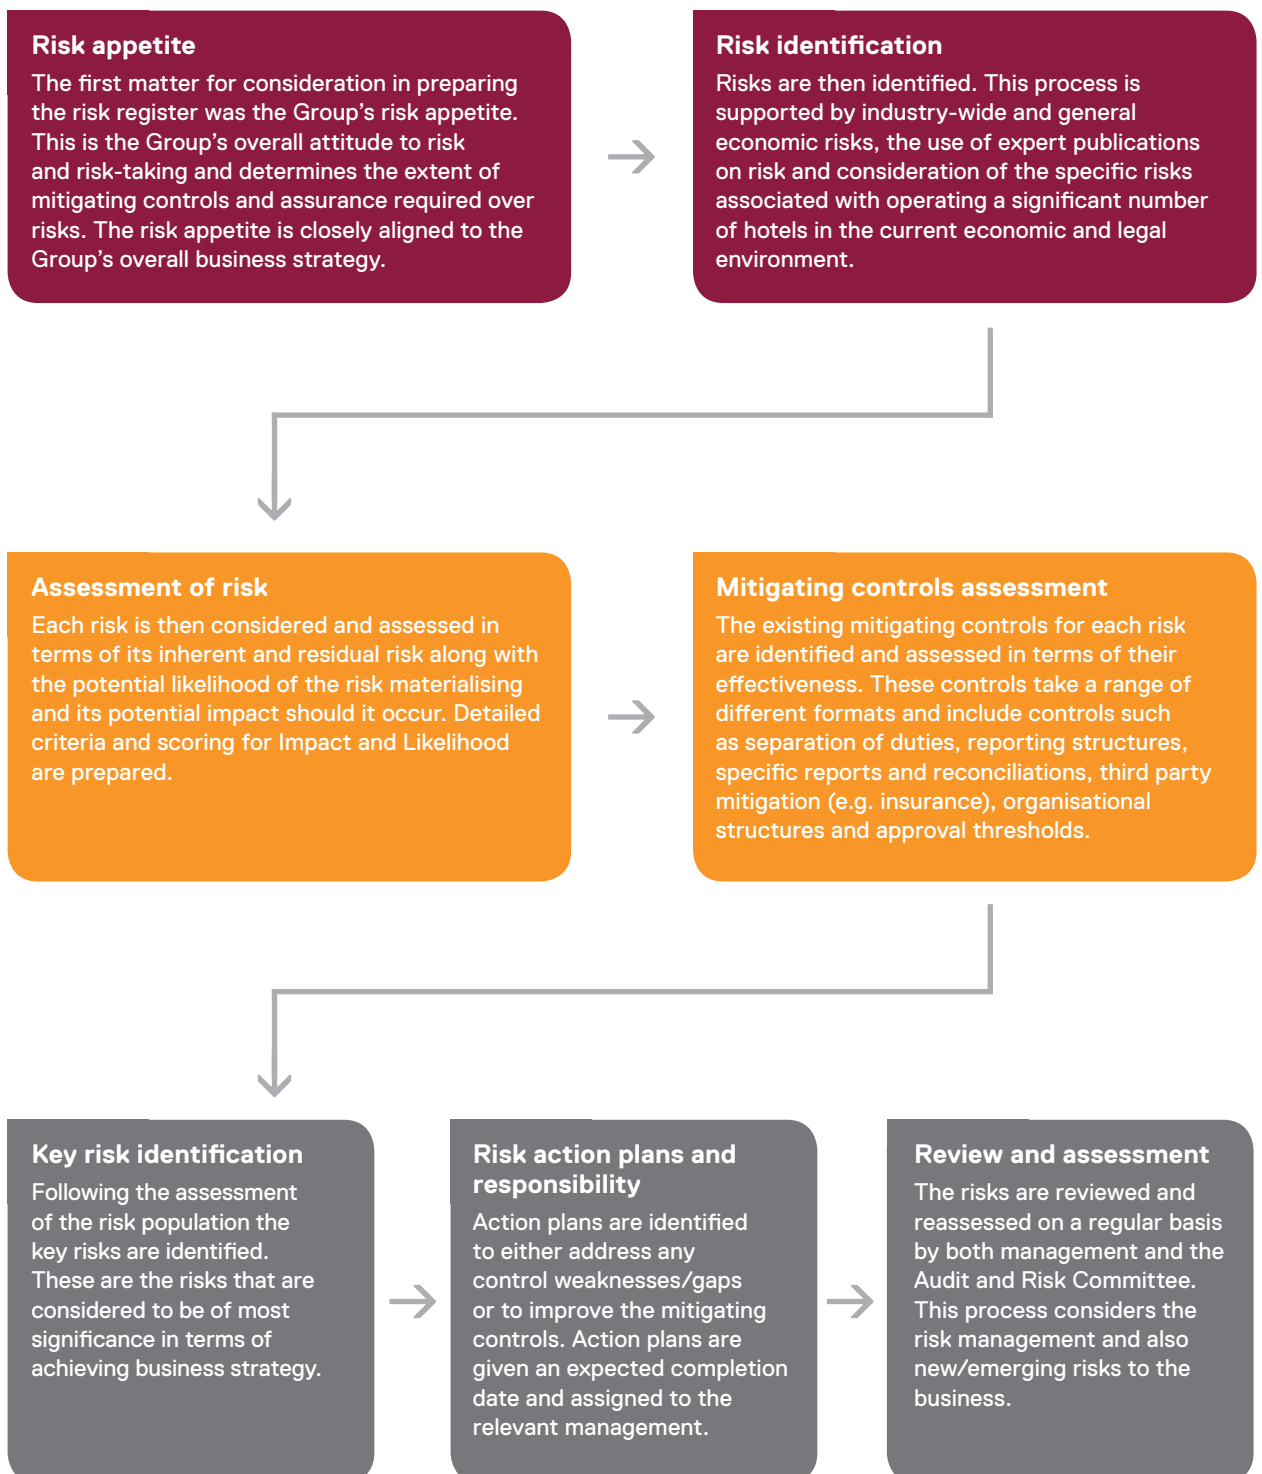 Risk appetite
The first matter for consideration in preparing
the risk register was the Group's risk appetite.
This is the Group's overall attitude to risk
and risk-taking and determines the extent of
mitigating controls and assurance required over
risks. The risk appetite is closely aligned to the
Group's overall business strategy.
Risk identification
Risks are then identified. This process is
supported by industry-wide and general
economic risks, the use of expert publications
on risk and consideration of the specific risks
associated with operating a significant number
of hotels in the current economic and legal
environment.
Assessment of risk
Each risk is then considered and assessed in
terms of its inherent and residual risk along with
the potential likelihood of the risk materialising
and its potential impact should it occur. Detailed
criteria and scoring for Impact and Likelihood
are prepared.
Mitigating controls assessment
The existing mitigating controls for each risk
are identified and assessed in terms of their
effectiveness. These controls take a range of
different formats and include controls such
as separation of duties, reporting structures,
specific reports and reconciliations, third party
mitigation (e.g. insurance), organisational
structures and approval thresholds.
Key risk identification
Following the assessment
of the risk population the
key risks are identified.
These are the risks that are
considered to be of most
significance in terms of
achieving business strategy.
Risk action plans and
responsibility
Action plans are identified
to either address any
control weaknesses/gaps
or to improve the mitigating
controls. Action plans are
given an expected completion
date and assigned to the
relevant management.
Review and assessment
The risks are reviewed and
reassessed on a regular basis
by both management and the
Audit and Risk Committee.
This process considers the
risk management and also
new/emerging risks to the
business.